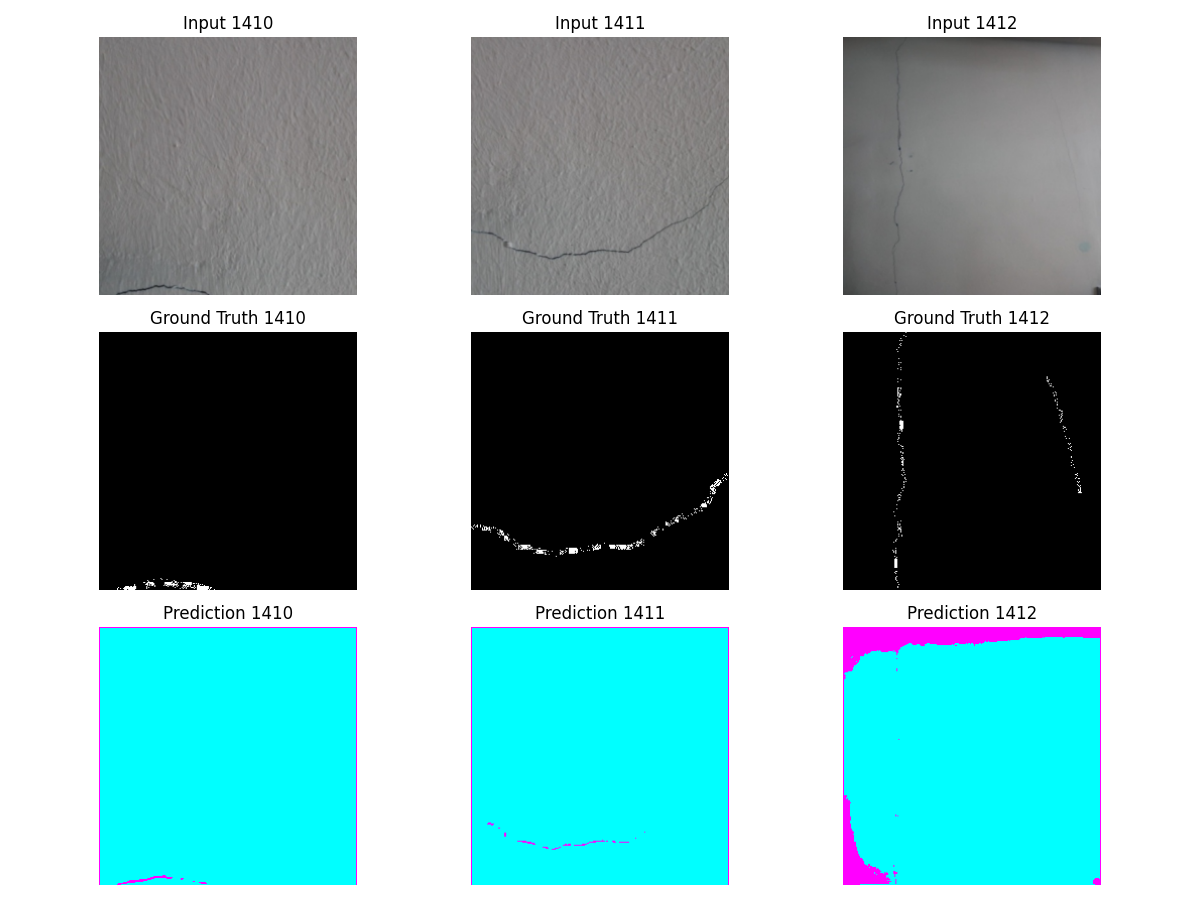 Input 1410
Input 1411
Input 1412
Ground Truth 1410
Ground Truth 1411
Ground Truth 1412
Prediction 1410
Prediction 1411
Prediction 1412